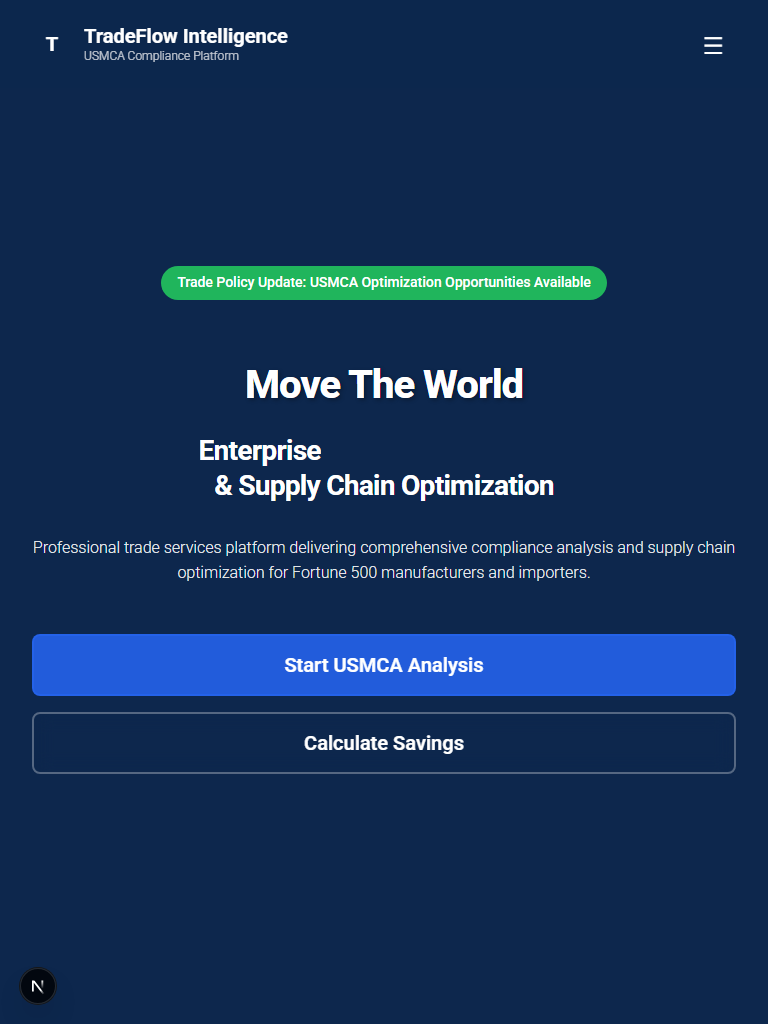 T
TradeFlow Intelligence
USMCA Compliance Platform
Trade Policy Update: USMCA Optimization Opportunities Available
Move The World
Enterprise
& Supply Chain Optimization
Professional trade services platform delivering comprehensive compliance analysis and supply chain
optimization for Fortune 500 manufacturers and importers.
Start USMCA Analysis
Calculate Savings
N